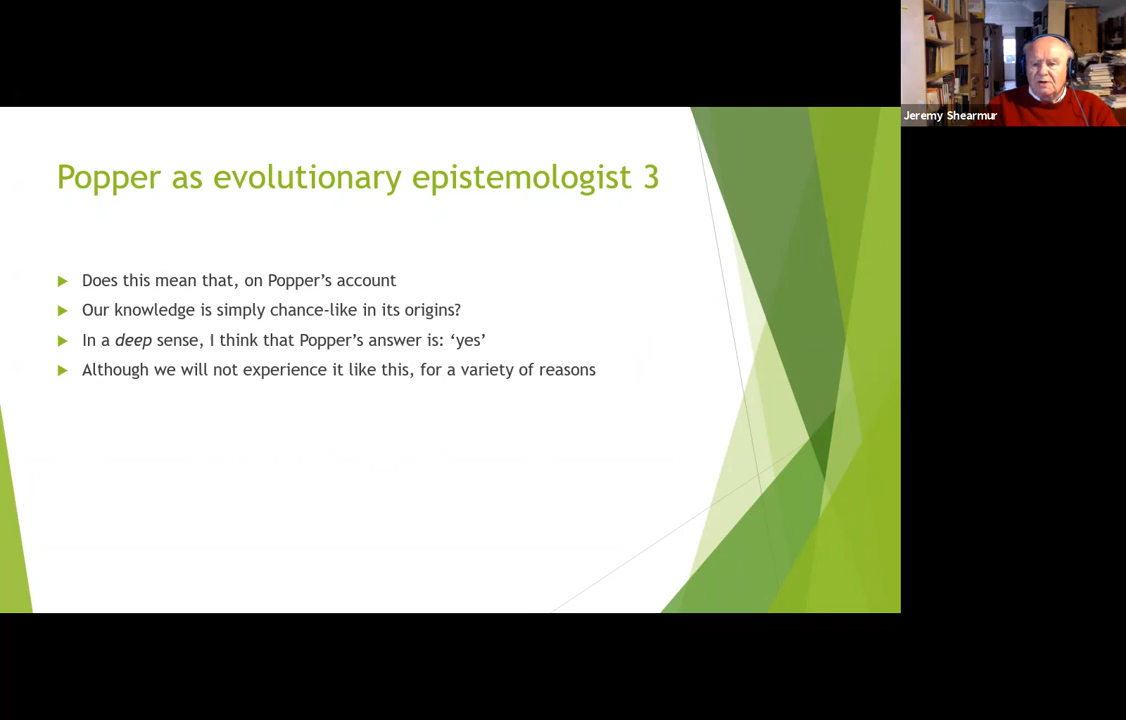 Jeremy Shearmur
Popper as evolutionary epistemologist 3
Does this mean that, on Popper’s account
Our knowledge is simply chance-like in its origins?
In a deep sense, I think that Popper’s answer is: ‘yes’
Although we will not experience it like this, for a variety of reasons